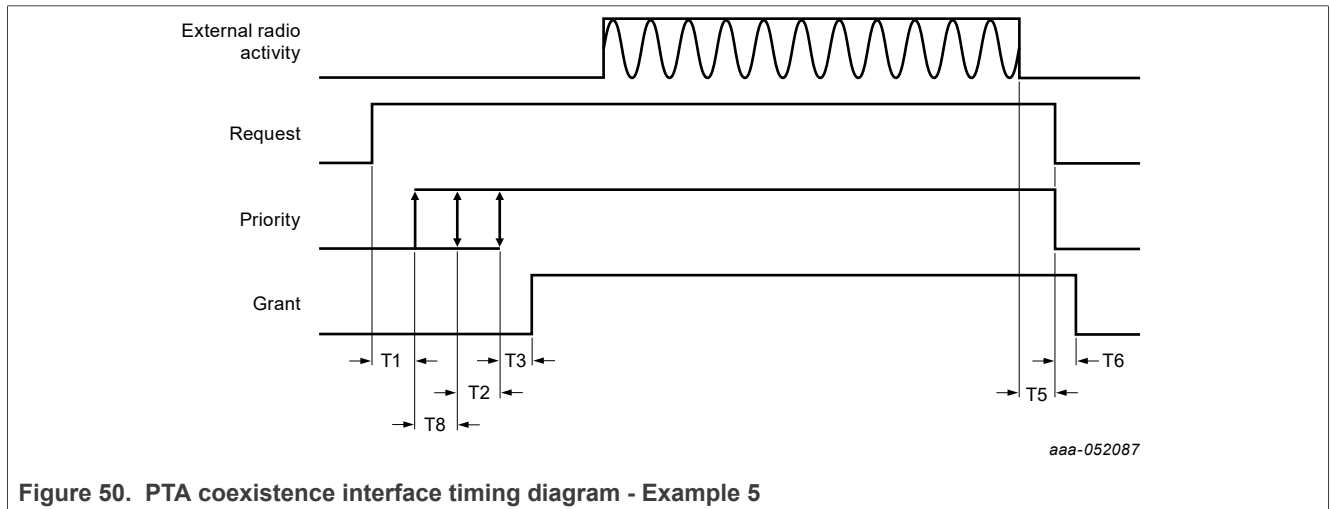 External radio
activity
Request
Priority
Grant
T1
T3
T6
T2
T5
T8
aaa-052087
Figure 50. PTA coexistence interface timing diagram - Example 5